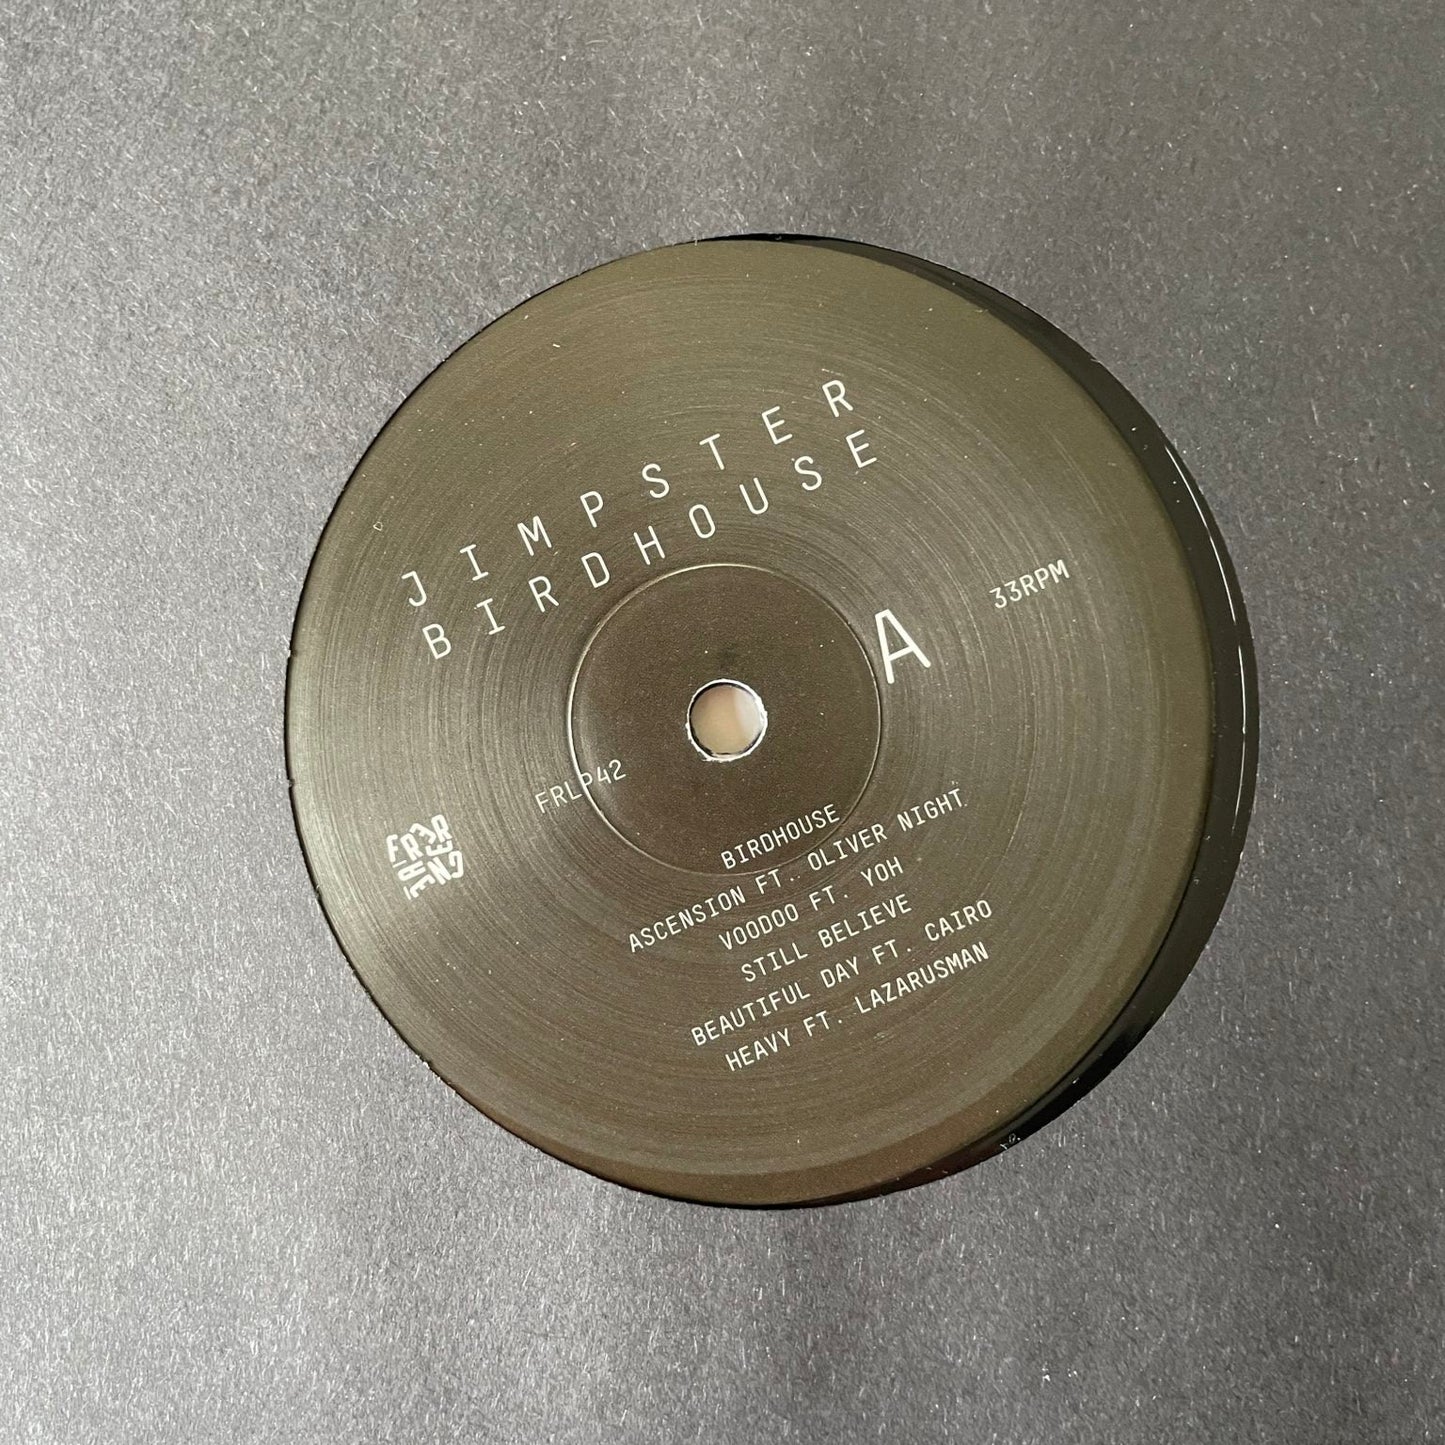 JIMPSTER
BIRDHOUSE
A
33RPM
FRLP42
BIRDHOUSE
ASCENSION FT. OLIVER NIGHT
VOODOO FT. YOH
STILL BELIEVE
BEAUTIFUL DAY FT. CAIRO
HEAVY FT. LAZARUSMAN